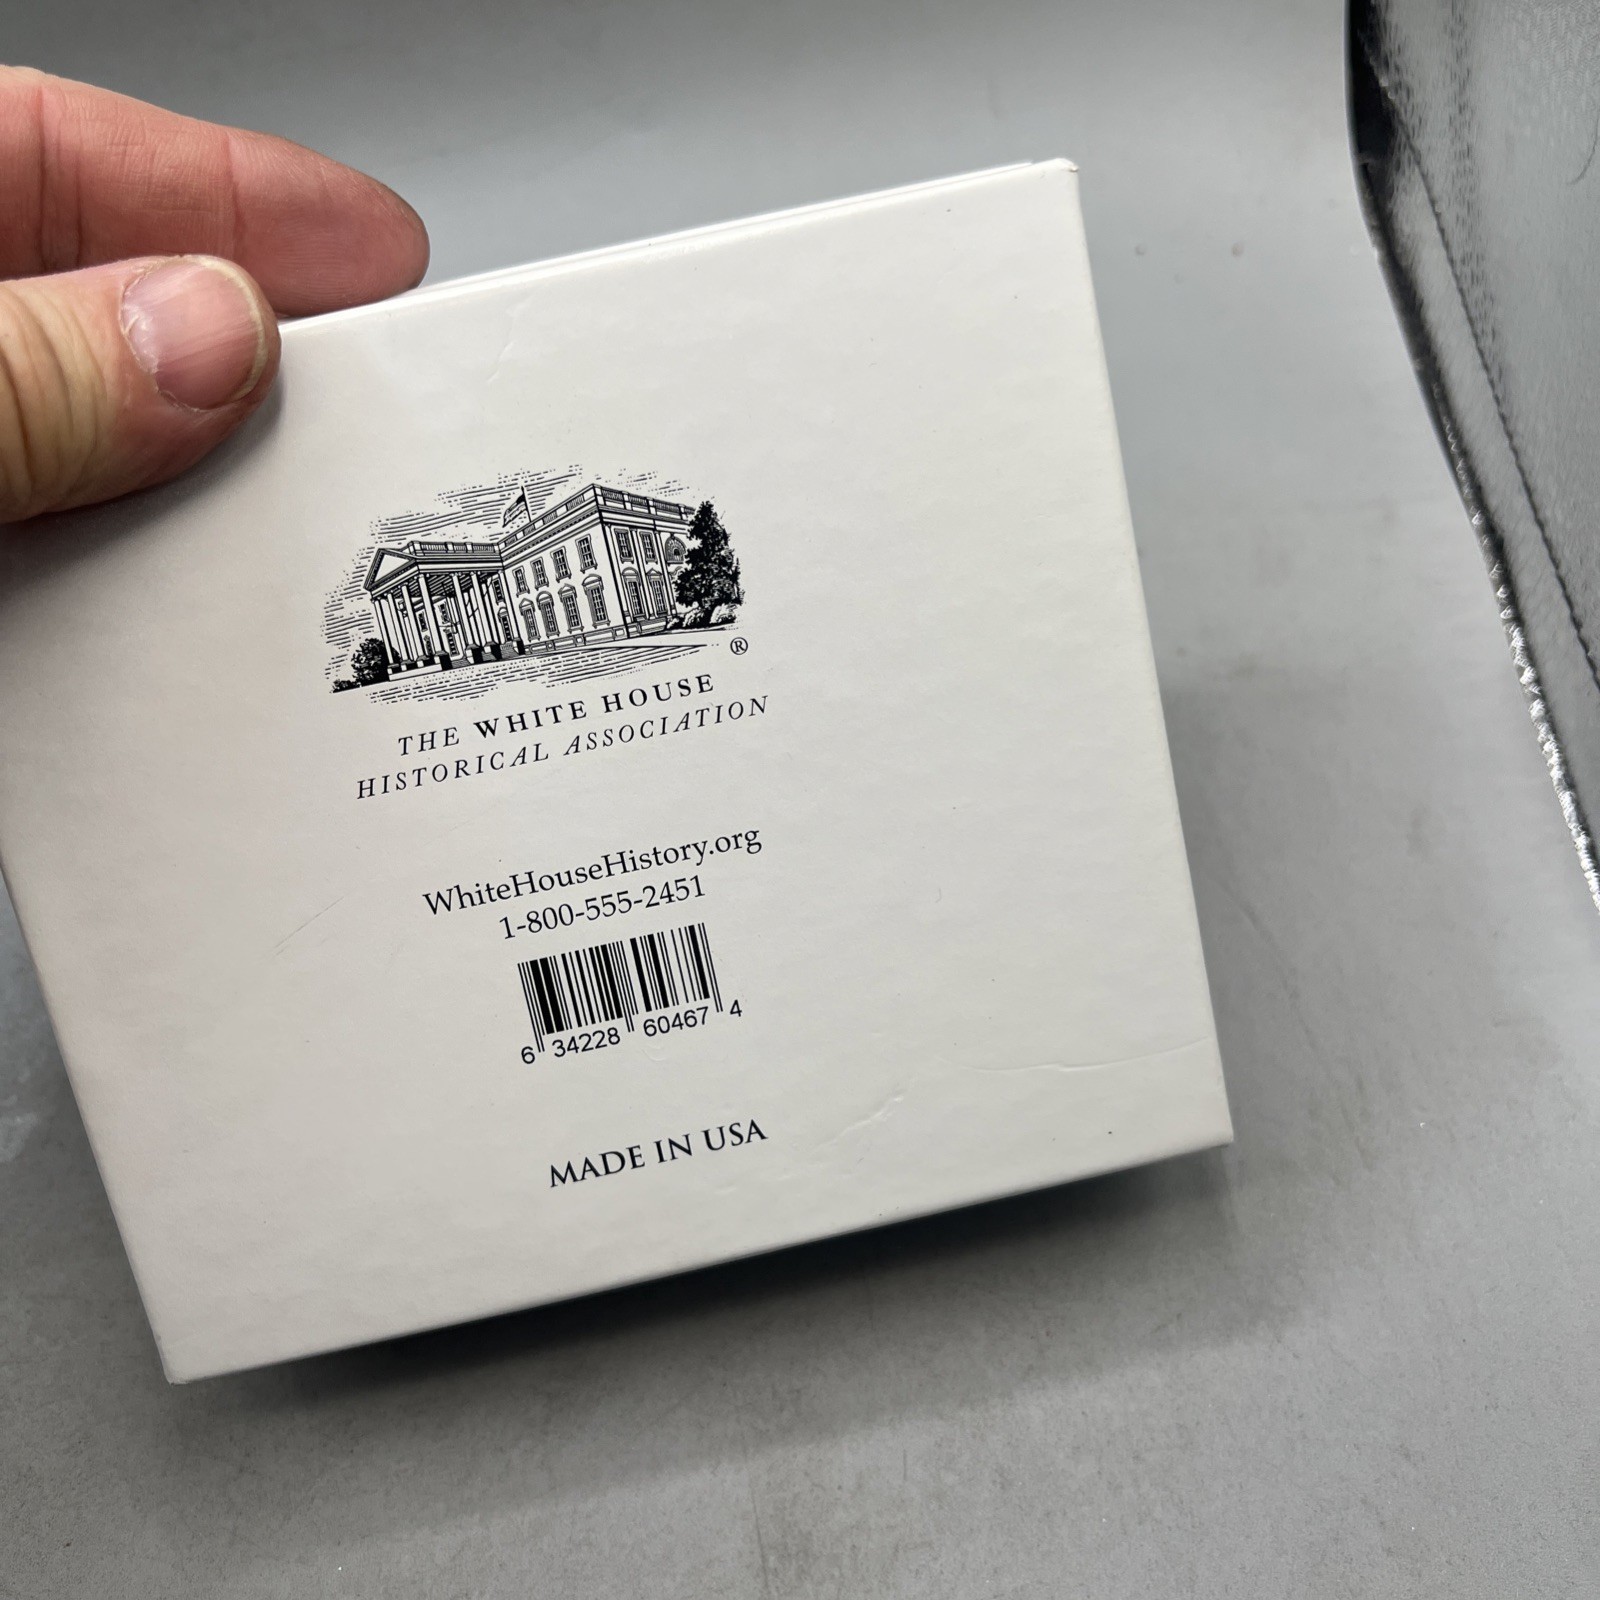 ®
THE WHITE HOUSE
HISTORICAL ASSOCIATION
WhiteHouseHistory.org
1-800-555-2451
6 34228 60467 4
MADE IN USA